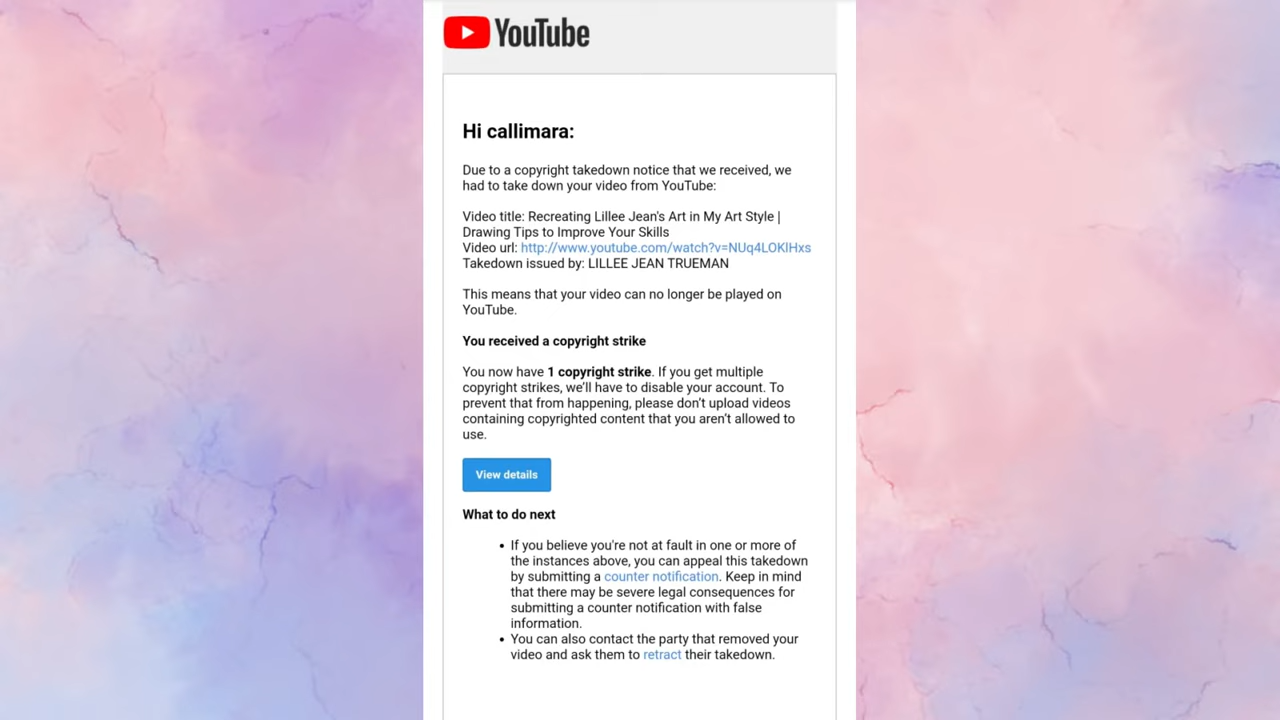 YouTube
Hi callimara:
Due to a copyright takedown notice that we received, we
had to take down your video from YouTube:
Video title: Recreating Lillee Jean's Art in My Art Style |
Drawing Tips to Improve Your Skills
Video url: http://www.youtube.com/watch?v=NUq4LOKlHxs
Takedown issued by: LILLEE JEAN TRUEMAN
This means that your video can no longer be played on
YouTube.
You received a copyright strike
You now have 1 copyright strike. If you get multiple
copyright strikes, we'll have to disable your account. To
prevent that from happening, please don't upload videos
containing copyrighted content that you aren't allowed to
use.
View details
What to do next
• If you believe you're not at fault in one or more of
the instances above, you can appeal this takedown
by submitting a counter notification. Keep in mind
that there may be severe legal consequences for
submitting a counter notification with false
information.
• You can also contact the party that removed your
video and ask them to retract their takedown.